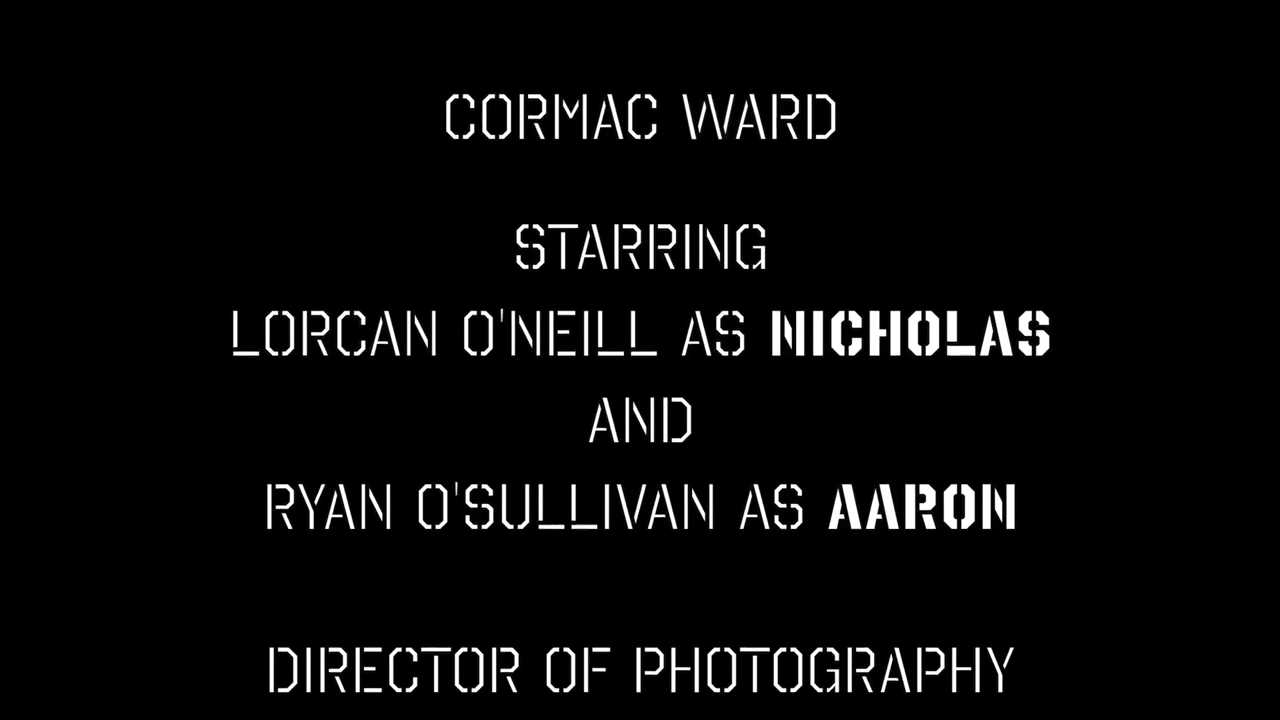 CORMAC WARD
STARRING
LORCAN O'NEILL AS NICHOLAS
AND
RYAN O'SULLIVAN AS AARON
DIRECTOR OF PHOTOGRAPHY